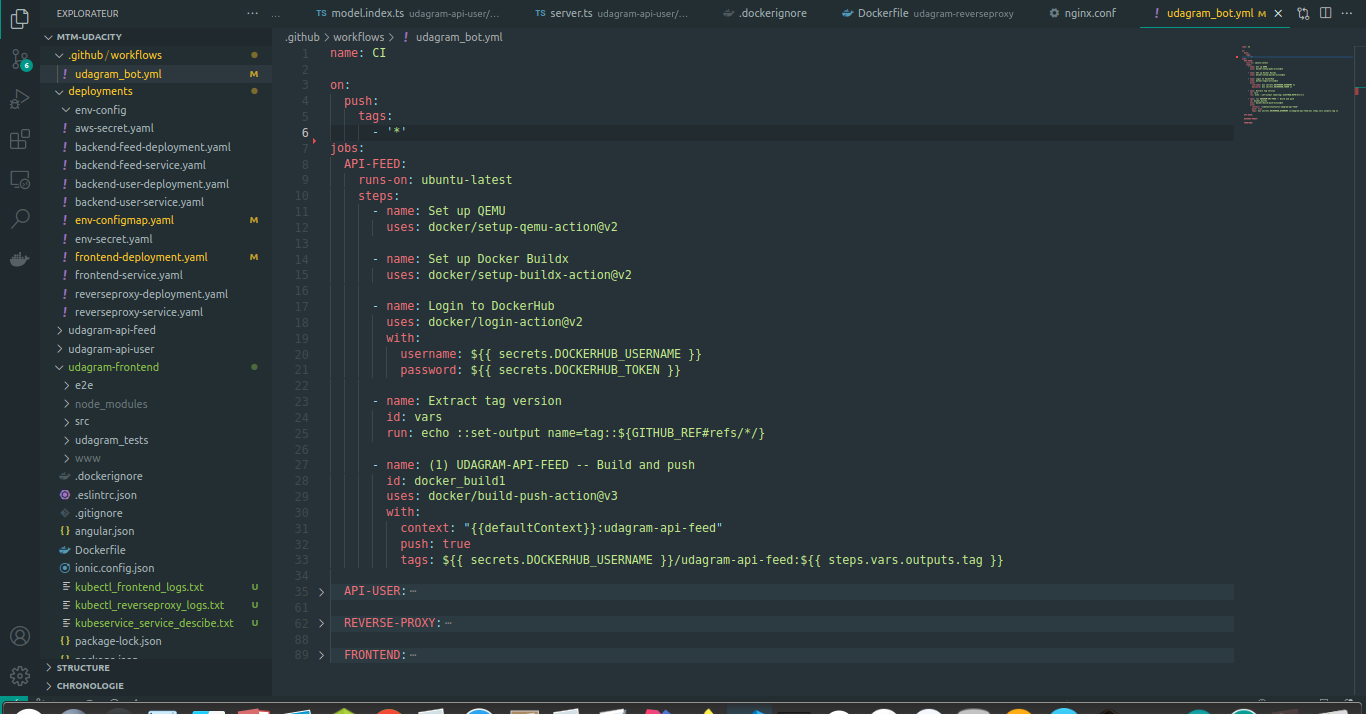 EXPLORATEUR
···
MTM-UDACITY
.github / workflows
! udagram_bot.yml M
deployments
env-config
! aws-secret.yaml
! backend-feed-deployment.yaml
! backend-feed-service.yaml
! backend-user-deployment.yaml
! backend-user-service.yaml
! env-configmap.yaml M
! env-secret.yaml
! frontend-deployment.yaml M
! frontend-service.yaml
! reverseproxy-deployment.yaml
! reverseproxy-service.yaml
udagram-api-feed
udagram-api-user
udagram-frontend
e2e
node_modules
src
udagram_tests
www
.dockerignore
.eslintrc.json
.gitignore
{} angular.json
Dockerfile
ionic.config.json
kubectl_frontend_logs.txt U
kubectl_reverseproxy_logs.txt U
kubeservice_service_descibe.txt U
{} package-lock.json
STRUCTURE
CHRONOLOGIE
6
... TS model.index.ts udagram-api-user/... TS server.ts udagram-api-user/... .dockerignore Dockerfile udagram-reverseproxy nginx.conf ! udagram_bot.yml M ···
.github > workflows > ! udagram_bot.yml
1 name: CI
2
3 on:
4 push:
5 tags:
6 - '*'
7 jobs:
8 API-FEED:
9 runs-on: ubuntu-latest
10 steps:
11 - name: Set up QEMU
12 uses: docker/setup-qemu-action@v2
13
14 - name: Set up Docker Buildx
15 uses: docker/setup-buildx-action@v2
16
17 - name: Login to DockerHub
18 uses: docker/login-action@v2
19 with:
20 username: ${{ secrets.DOCKERHUB_USERNAME }}
21 password: ${{ secrets.DOCKERHUB_TOKEN }}
22
23 - name: Extract tag version
24 id: vars
25 run: echo ::set-output name=tag::${GITHUB_REF#refs/*/}
26
27 - name: (1) UDAGRAM-API-FEED -- Build and push
28 id: docker_build1
29 uses: docker/build-push-action@v3
30 with:
31 context: "{{defaultContext}}:udagram-api-feed"
32 push: true
33 tags: ${{ secrets.DOCKERHUB_USERNAME }}/udagram-api-feed:${{ steps.vars.outputs.tag }}
34
35 API-USER:···
61
62 REVERSE-PROXY:···
88
89 FRONTEND:···